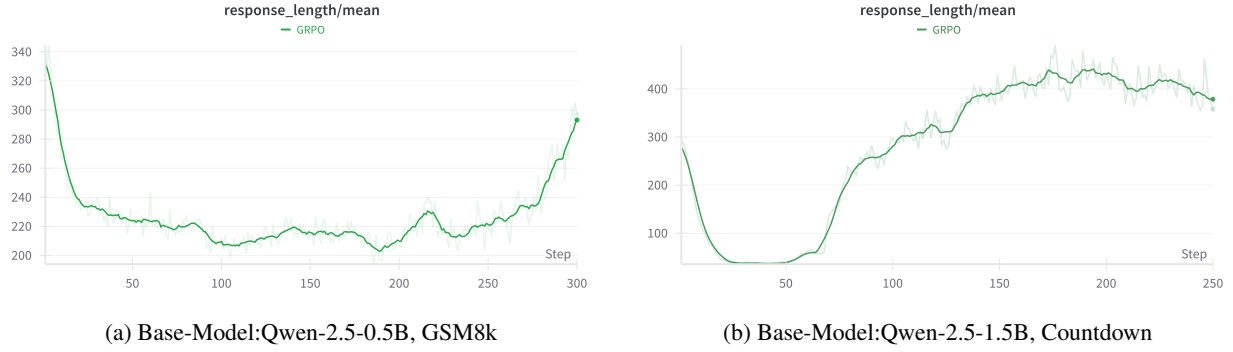 response_length/mean
GRPO
340
320
300
280
260
240
220
200
Step
50 100 150 200 250 300
(a) Base-Model:Qwen-2.5-0.5B, GSM8k
response_length/mean
GRPO
400
300
200
100
Step
50 100 150 200 250
(b) Base-Model:Qwen-2.5-1.5B, Countdown